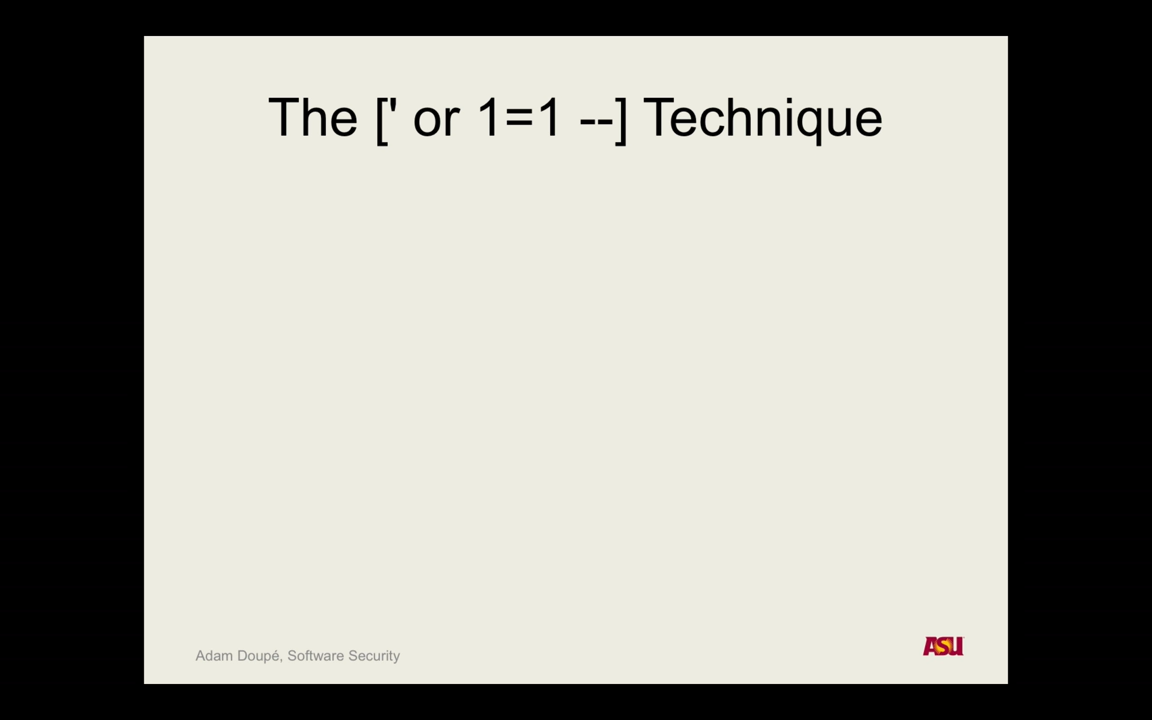 The [' or 1=1 --] Technique
Adam Doupé, Software Security
ASU